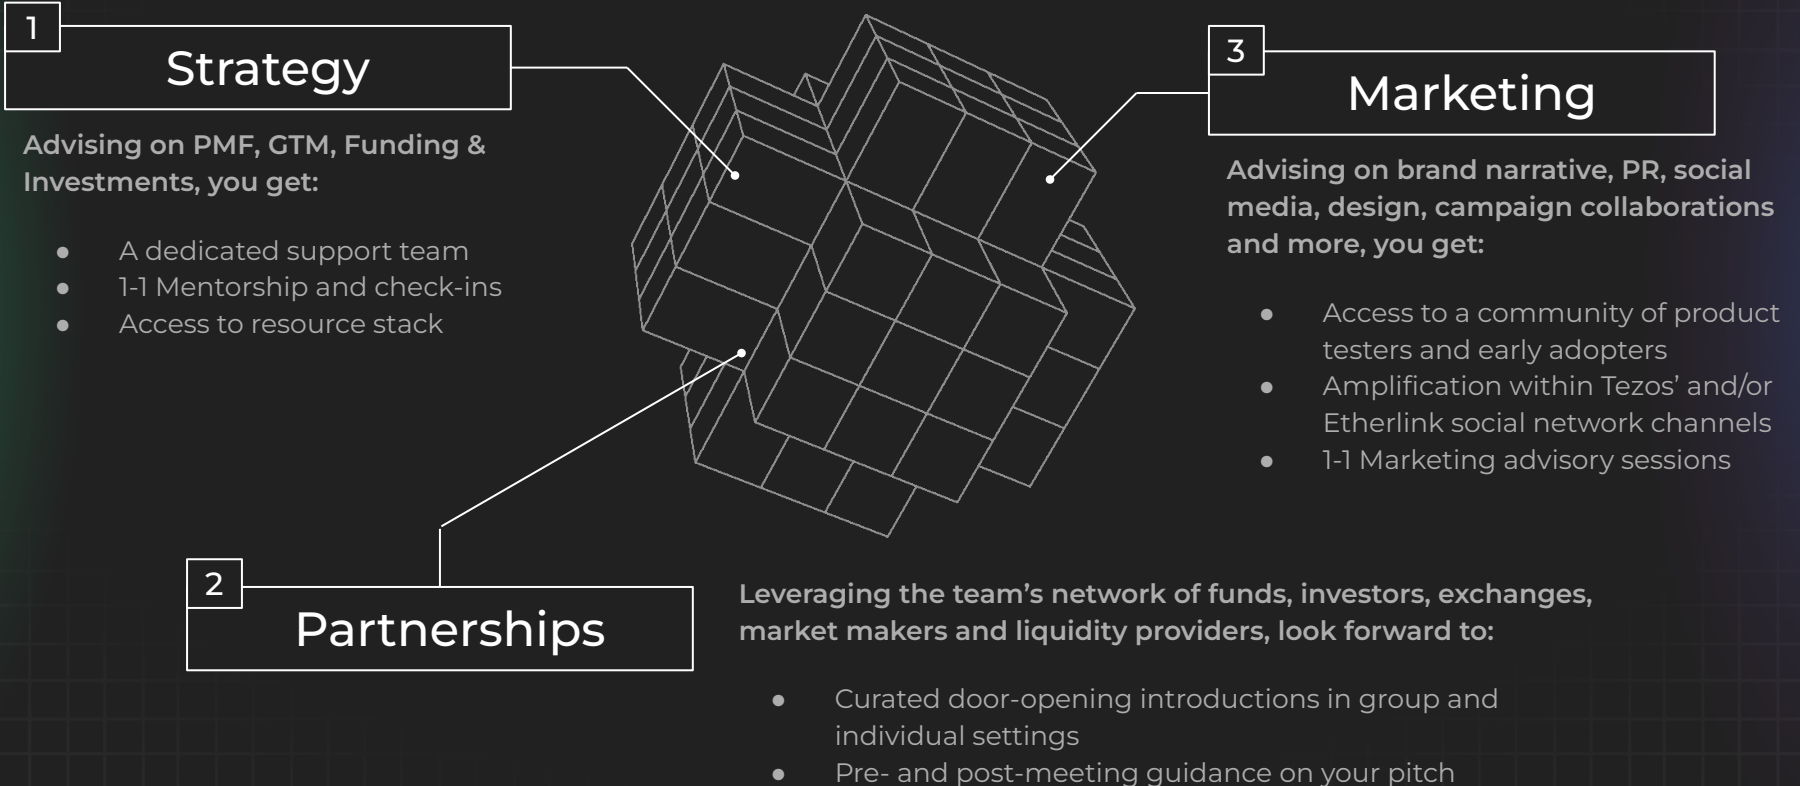 1
Strategy
Advising on PMF, GTM, Funding &
Investments, you get:
● A dedicated support team
● 1-1 Mentorship and check-ins
● Access to resource stack
2
Partnerships
Leveraging the team’s network of funds, investors, exchanges,
market makers and liquidity providers, look forward to:
● Curated door-opening introductions in group and
individual settings
● Pre- and post-meeting guidance on your pitch
3
Marketing
Advising on brand narrative, PR, social
media, design, campaign collaborations
and more, you get:
● Access to a community of product
testers and early adopters
● Amplification within Tezos’ and/or
Etherlink social network channels
● 1-1 Marketing advisory sessions